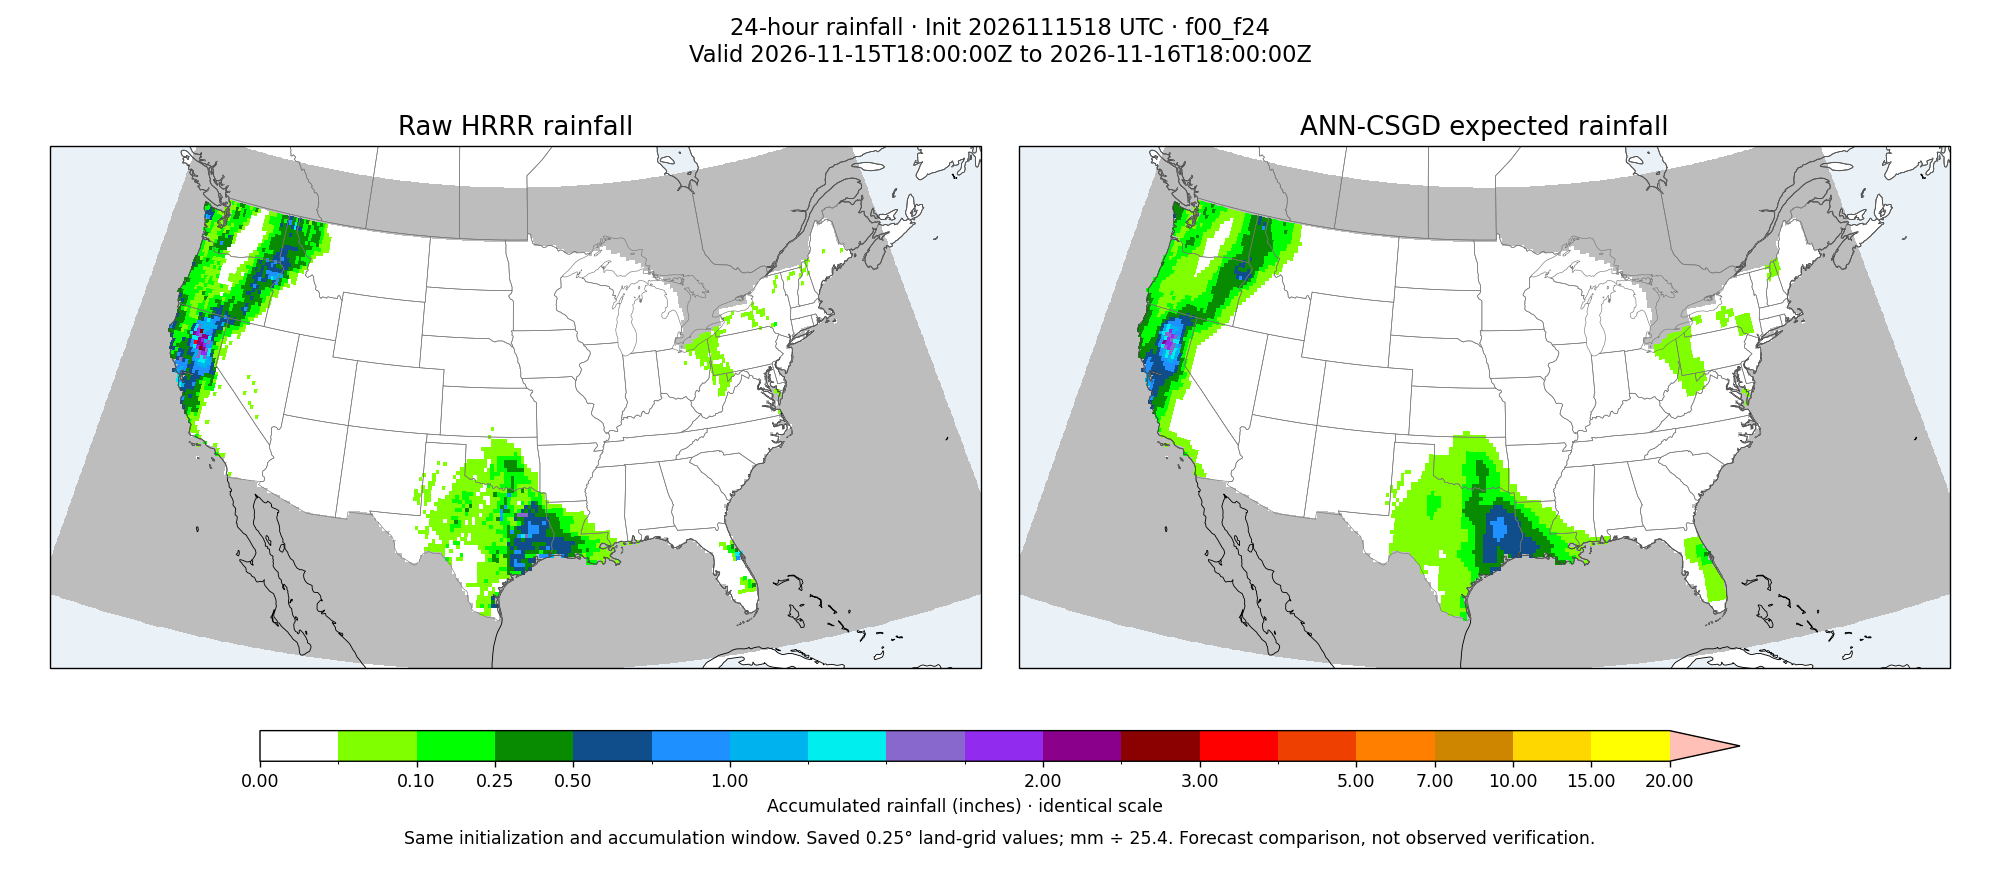 24-hour rainfall · Init 2026111518 UTC · f00_f24
Valid 2026-11-15T18:00:00Z to 2026-11-16T18:00:00Z
Raw HRRR rainfall
ANN-CSGD expected rainfall
0.00 0.10 0.25 0.50 1.00 2.00 3.00 5.00 7.00 10.00 15.00 20.00
Accumulated rainfall (inches) · identical scale
Same initialization and accumulation window. Saved 0.25° land-grid values; mm ÷ 25.4. Forecast comparison, not observed verification.